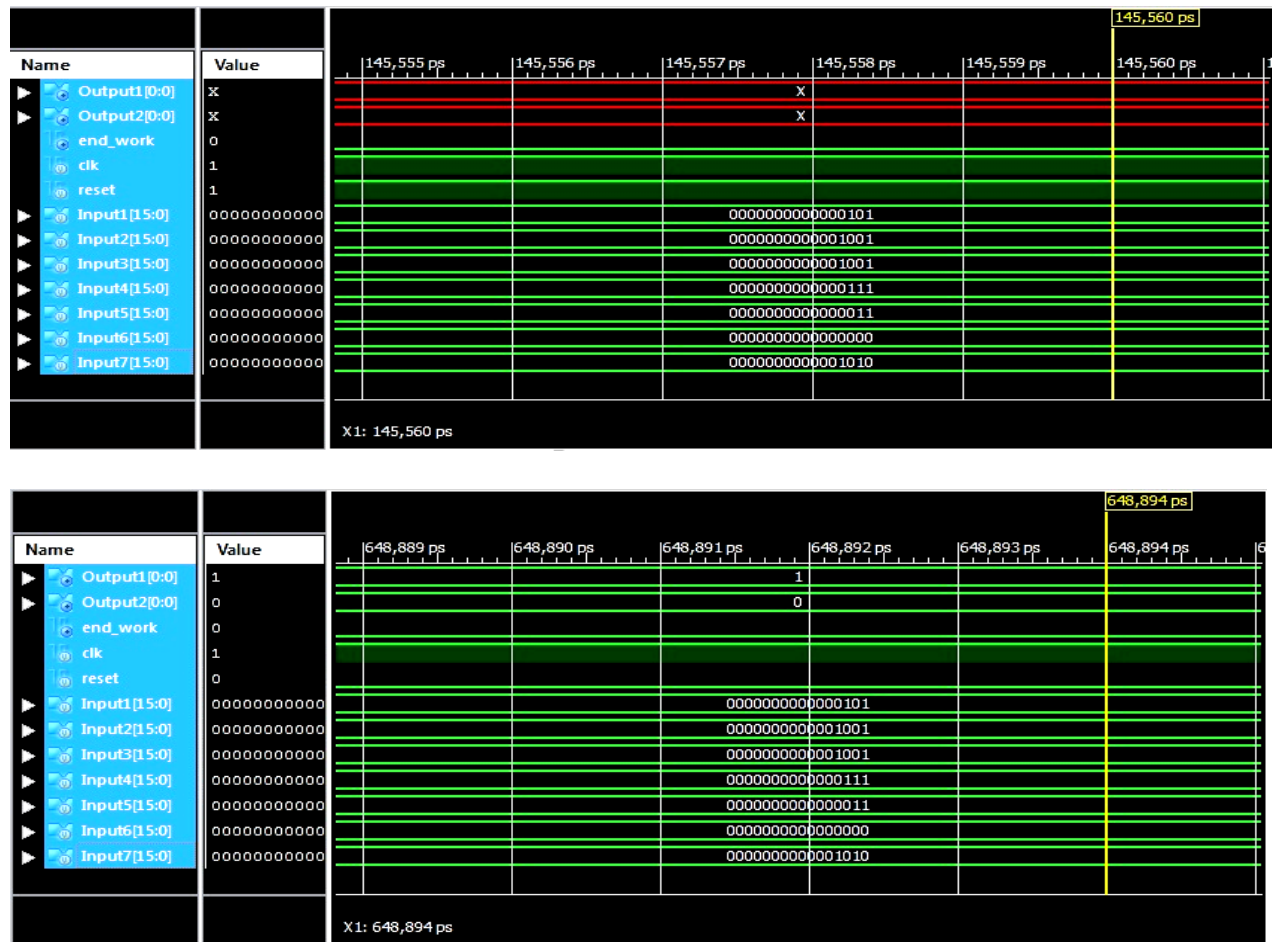 145,560 ps
Name Value 145,555 ps 145,556 ps 145,557 ps 145,558 ps 145,559 ps 145,560 ps 1
Output1[0:0] X X
Output2[0:0] X X
end_work 0
clk 1
reset 1
Input1[15:0] 00000000000 0000000000000101
Input2[15:0] 00000000000 0000000000001001
Input3[15:0] 00000000000 0000000000001001
Input4[15:0] 00000000000 0000000000000111
Input5[15:0] 00000000000 0000000000000011
Input6[15:0] 00000000000 0000000000000000
Input7[15:0] 00000000000 0000000000001010
X1: 145,560 ps
648,894 ps
Name Value 648,889 ps 648,890 ps 648,891 ps 648,892 ps 648,893 ps 648,894 ps 6
Output1[0:0] 1 1
Output2[0:0] 0 0
end_work 0
clk 1
reset 0
Input1[15:0] 00000000000 0000000000000101
Input2[15:0] 00000000000 0000000000001001
Input3[15:0] 00000000000 0000000000001001
Input4[15:0] 00000000000 0000000000000111
Input5[15:0] 00000000000 0000000000000011
Input6[15:0] 00000000000 0000000000000000
Input7[15:0] 00000000000 0000000000001010
X1: 648,894 ps